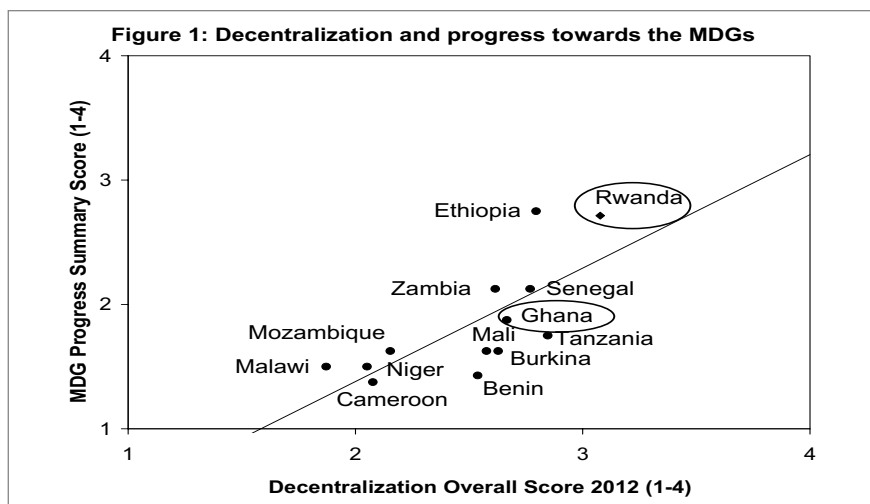 Figure 1: Decentralization and progress towards the MDGs
4
3
2
1
MDG Progress Summary Score (1-4)
Rwanda
Ethiopia
Zambia
Senegal
Ghana
Mozambique
Mali
Tanzania
Malawi
Niger
Burkina
Cameroon
Benin
1
2
3
4
Decentralization Overall Score 2012 (1-4)